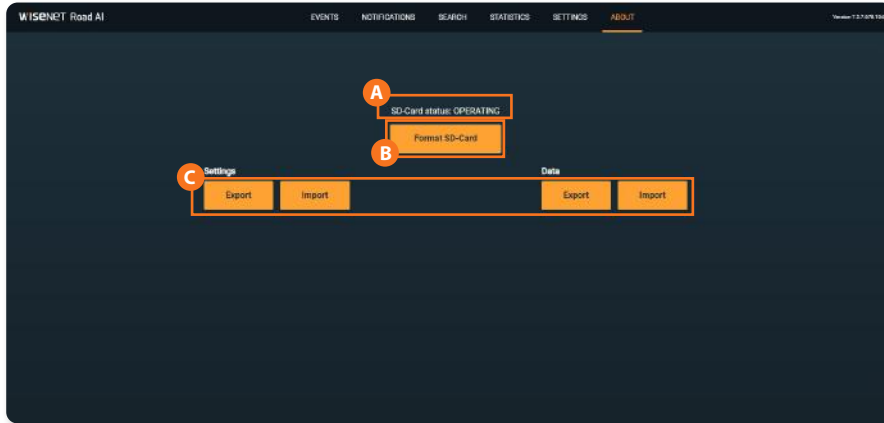 WISENET Road AI
EVENTS NOTIFICATIONS SEARCH STATISTICS SETTINGS ABOUT
A
SD-Card status: OPERATING
Format SD-Card
B
C
Settings
Data
Export Import Export Import